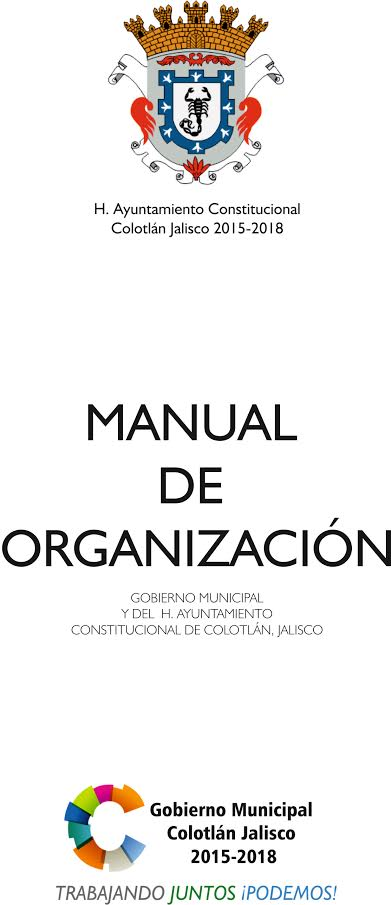 H. Ayuntamiento Constitucional
Colotlán Jalisco 2015-2018
MANUAL
DE
ORGANIZACIÓN
GOBIERNO MUNICIPAL
Y DEL H. AYUNTAMIENTO
CONSTITUCIONAL DE COLOTLÁN, JALISCO
Gobierno Municipal
Colotlán Jalisco
2015-2018
TRABAJANDO JUNTOS ¡PODEMOS!